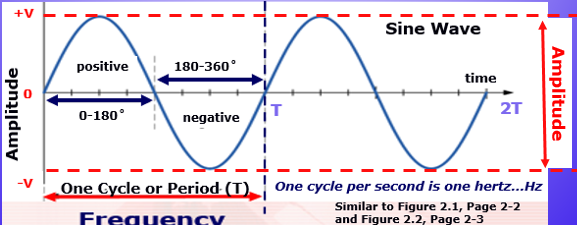 +V
Sine Wave
positive
180-360°
Amplitude
time
0
0-180°
negative
T
2T
Amplitude
-V
One Cycle or Period (T)
One cycle per second is one hertz...Hz
Similar to Figure 2.1, Page 2-2
and Figure 2.2, Page 2-3
Frequency